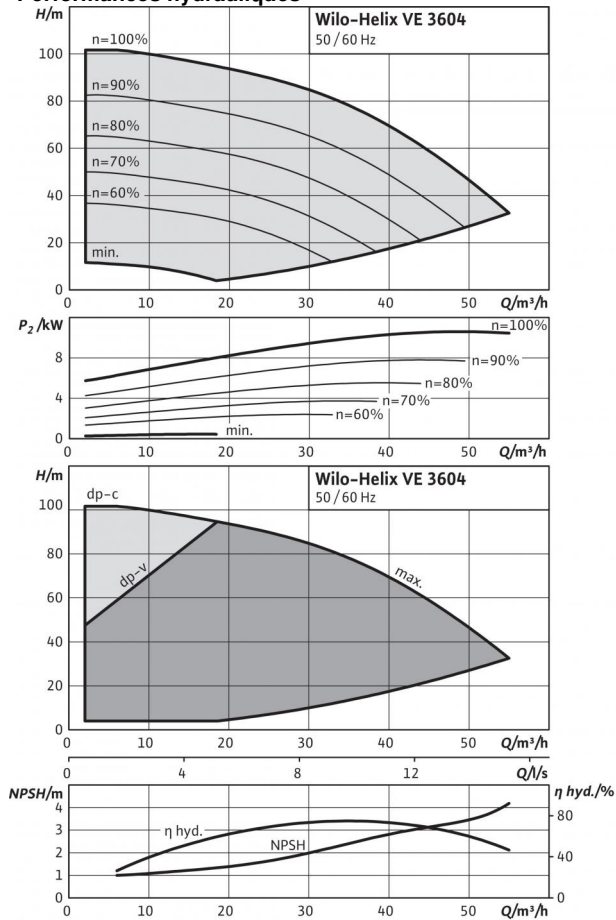 Performances hydrauliques
H/m
Wilo-Helix VE 3604
50/60 Hz
100
80
60
40
20
0
n=100%
n=90%
n=80%
n=70%
n=60%
min.
0 10 20 30 40 50 Q/m³/h
P₂/kW
8
4
0
n=100%
n=90%
n=80%
n=70%
n=60%
min.
0 10 20 30 40 50 Q/m³/h
H/m
Wilo-Helix VE 3604
50/60 Hz
100
80
60
40
20
0
dp-c
dp-v
max.
0 10 20 30 40 50 Q/m³/h
0 4 8 12 Q/l/s
NPSH/m
η hyd./%
4
3
2
1
0
80
40
0
η hyd.
NPSH
0 10 20 30 40 50 Q/m³/h